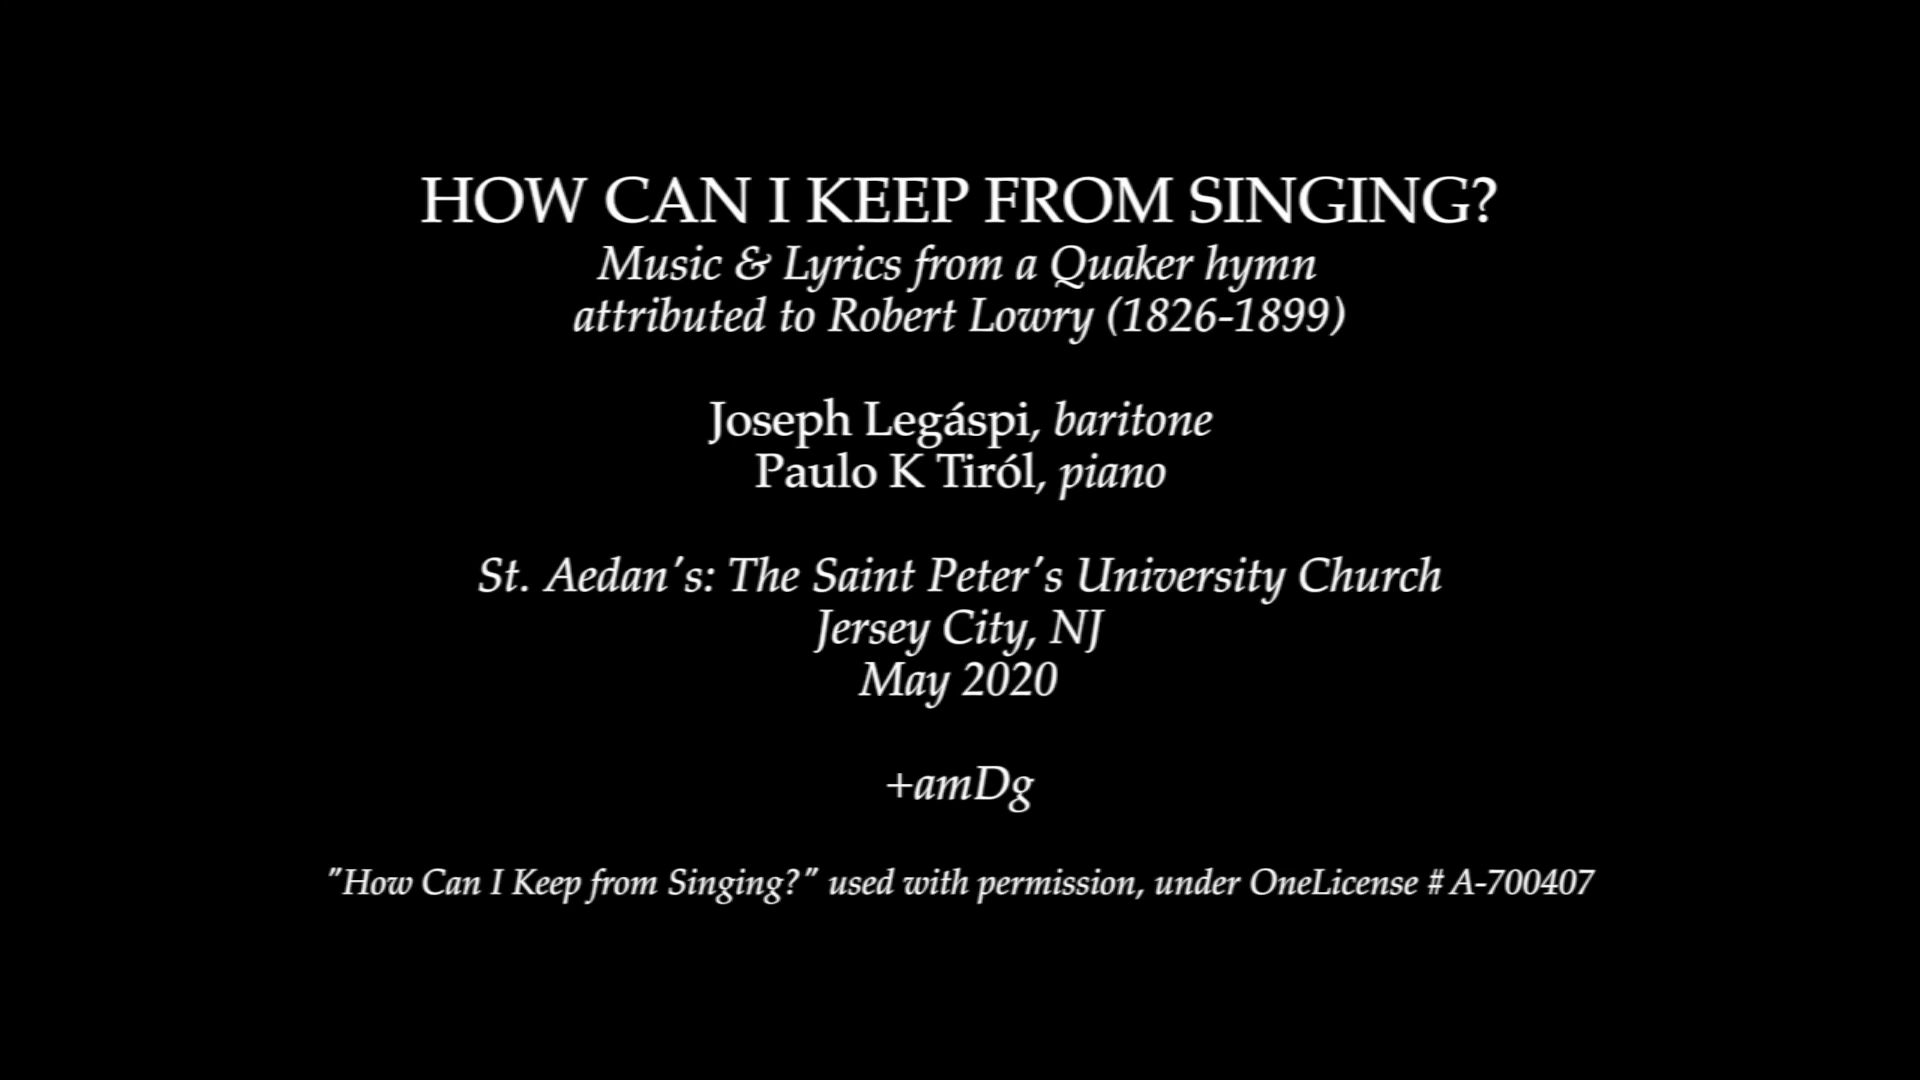 HOW CAN I KEEP FROM SINGING?
Music & Lyrics from a Quaker hymn
attributed to Robert Lowry (1826-1899)
Joseph Legáspi, baritone
Paulo K Tiról, piano
St. Aedan's: The Saint Peter's University Church
Jersey City, NJ
May 2020
+amDg
"How Can I Keep from Singing?" used with permission, under OneLicense # A-700407